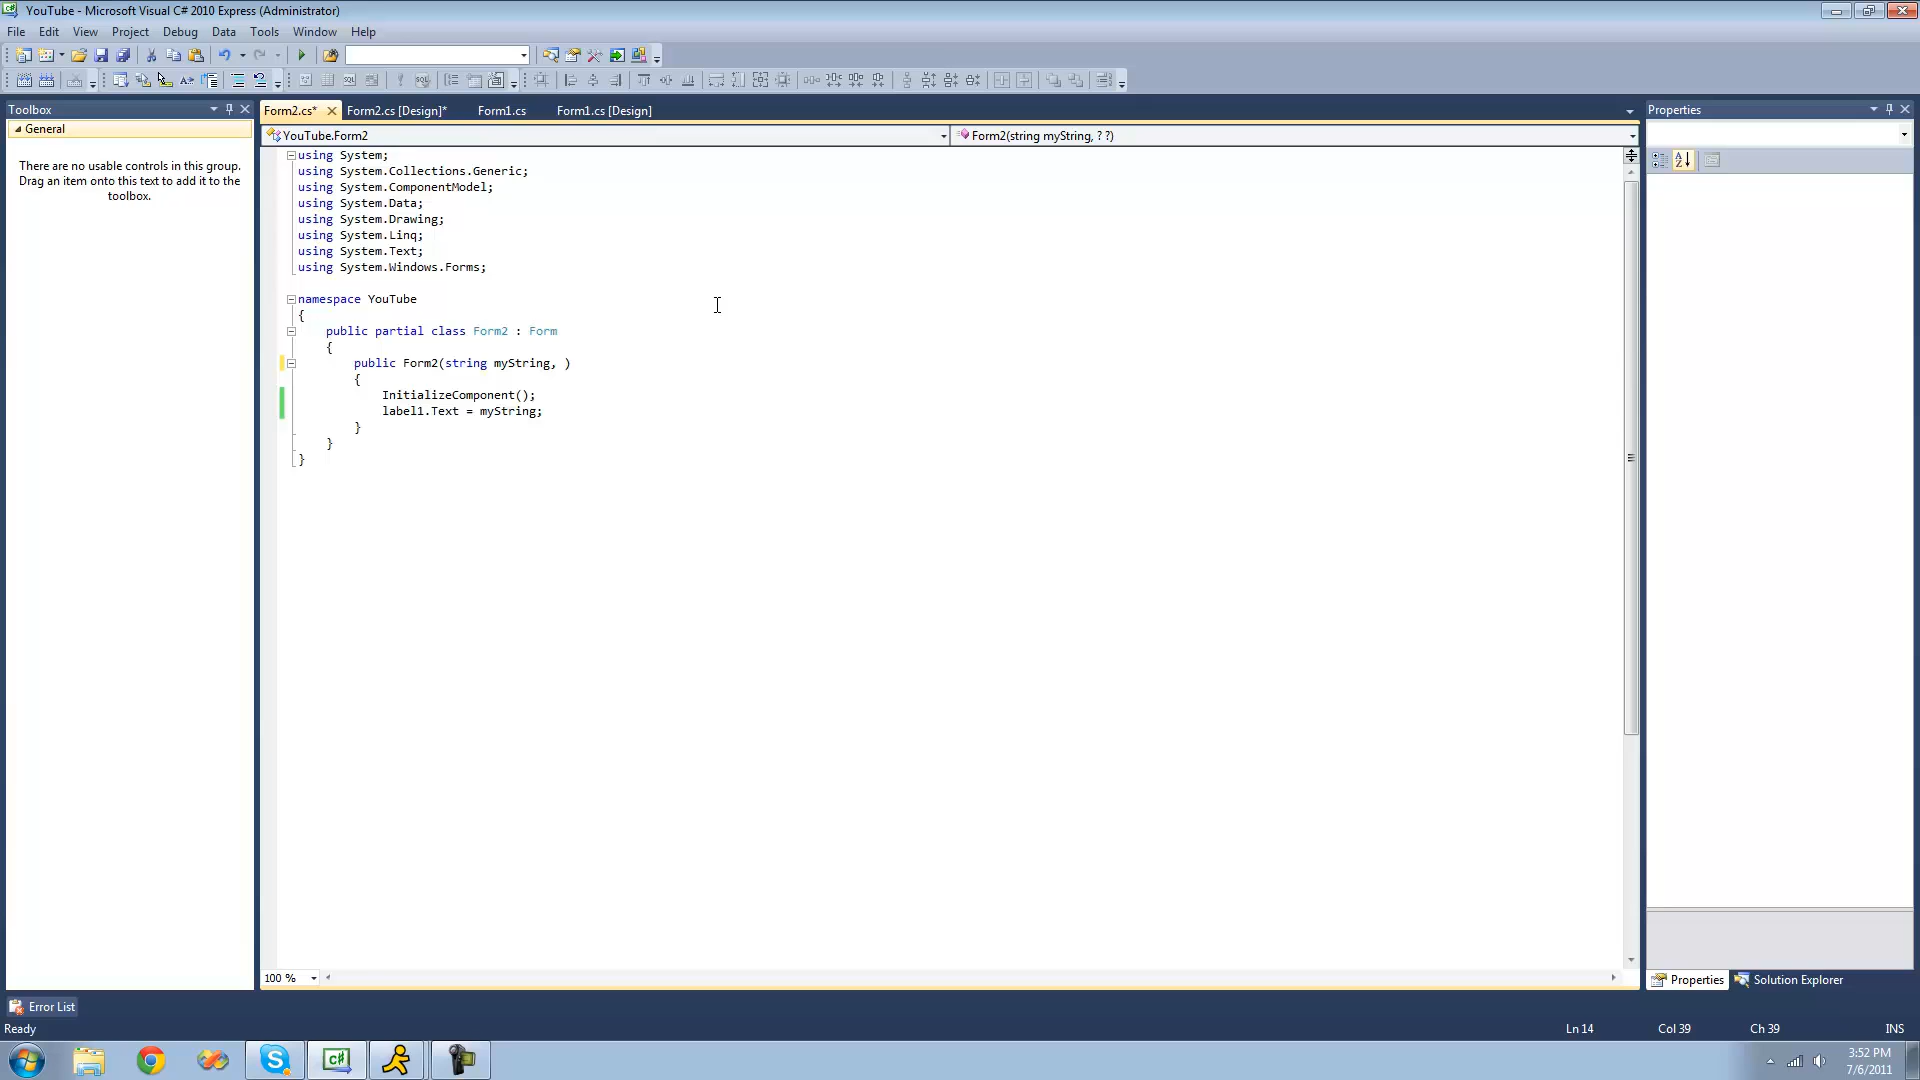 YouTube - Microsoft Visual C# 2010 Express (Administrator)
File Edit View Project Debug Data Tools Window Help
Toolbox
General
There are no usable controls in this group.
Drag an item onto this text to add it to the
toolbox.
Form2.cs* Form2.cs [Design]* Form1.cs Form1.cs [Design]
YouTube.Form2 Form2(string myString, ? ?)
using System;
using System.Collections.Generic;
using System.ComponentModel;
using System.Data;
using System.Drawing;
using System.Linq;
using System.Text;
using System.Windows.Forms;
namespace YouTube
{
public partial class Form2 : Form
{
public Form2(string myString, )
{
InitializeComponent();
label1.Text = myString;
}
}
}
100 %
Properties
Properties Solution Explorer
Error List
Ready Ln 14 Col 39 Ch 39 INS
3:52 PM
7/6/2011